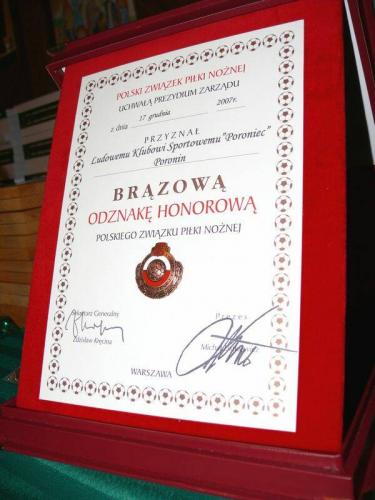 POLSKI ZWIĄZEK PIŁKI NOŻNEJ
UCHWAŁĄ PREZYDIUM ZARZĄDU
z dnia 17 grudnia 2007r.
PRZYZNAŁ
Ludowemu Klubowi Sportowemu "Poroniec"
Poronin
BRĄZOWĄ
ODZNAKĘ HONOROWĄ
POLSKIEGO ZWIĄZKU PIŁKI NOŻNEJ
Sekretarz Generalny
Prezes
Zdzisław Kręcina
WARSZAWA